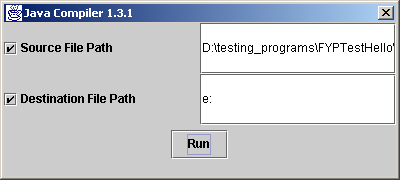 Java Compiler 1.3.1
Source File Path
D:\testing_programs\FYPTestHello'
Destination File Path
e:
Run